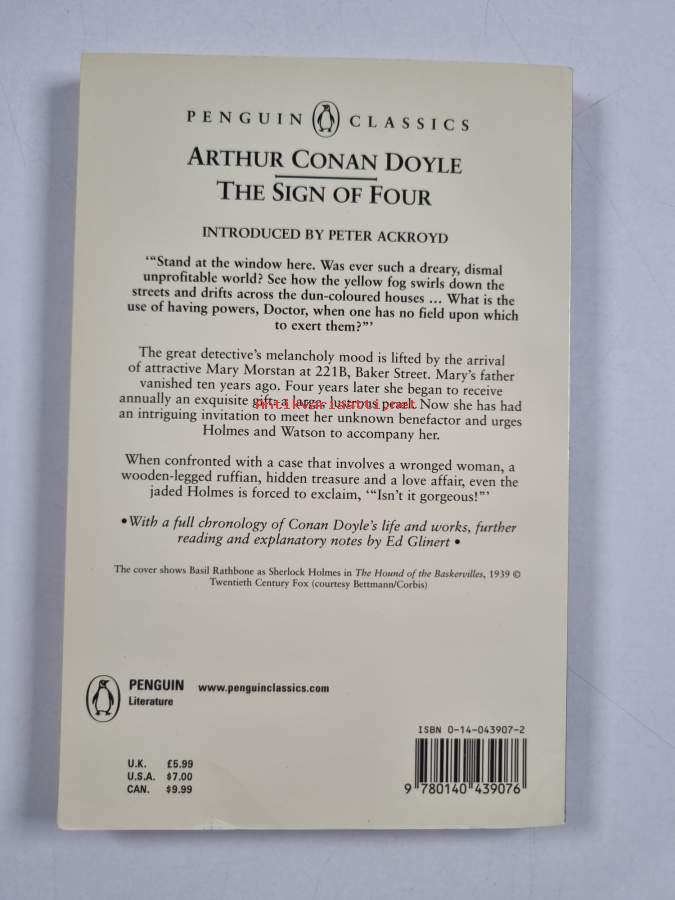 PENGUIN CLASSICS
ARTHUR CONAN DOYLE
THE SIGN OF FOUR
INTRODUCED BY PETER ACKROYD
‘“Stand at the window here. Was ever such a dreary, dismal
unprofitable world? See how the yellow fog swirls down the
streets and drifts across the dun-coloured houses ... What is the
use of having powers, Doctor, when one has no field upon which
to exert them?”’
The great detective’s melancholy mood is lifted by the arrival
of attractive Mary Morstan at 221B, Baker Street. Mary’s father
vanished ten years ago. Four years later she began to receive
annually an exquisite gift: a large, lustrous pearl. Now she has had
Antikvariaatti.net
an intriguing invitation to meet her unknown benefactor and urges
Holmes and Watson to accompany her.
When confronted with a case that involves a wronged woman, a
wooden-legged ruffian, hidden treasure and a love affair, even the
jaded Holmes is forced to exclaim, ‘“Isn’t it gorgeous!”’
• With a full chronology of Conan Doyle’s life and works, further
reading and explanatory notes by Ed Glinert •
The cover shows Basil Rathbone as Sherlock Holmes in The Hound of the Baskervilles, 1939 ©
Twentieth Century Fox (courtesy Bettmann/Corbis)
PENGUIN www.penguinclassics.com
Literature
ISBN 0-14-043907-2
U.K. £5.99
U.S.A. $7.00
CAN. $9.99
9 780140 439076